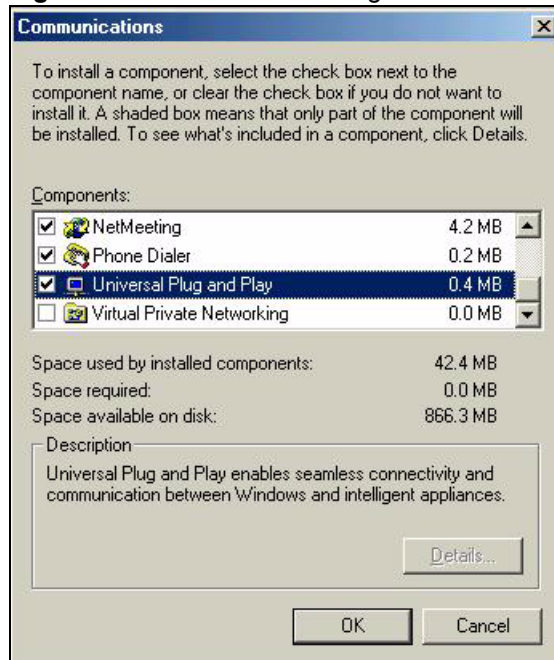 Communications
To install a component, select the check box next to the
component name, or clear the check box if you do not want to
install it. A shaded box means that only part of the component will
be installed. To see what's included in a component, click Details.
Components:
NetMeeting 4.2 MB
Phone Dialer 0.2 MB
Universal Plug and Play 0.4 MB
Virtual Private Networking 0.0 MB
Space used by installed components: 42.4 MB
Space required: 0.0 MB
Space available on disk: 866.3 MB
Description
Universal Plug and Play enables seamless connectivity and
communication between Windows and intelligent appliances.
Details...
OK Cancel